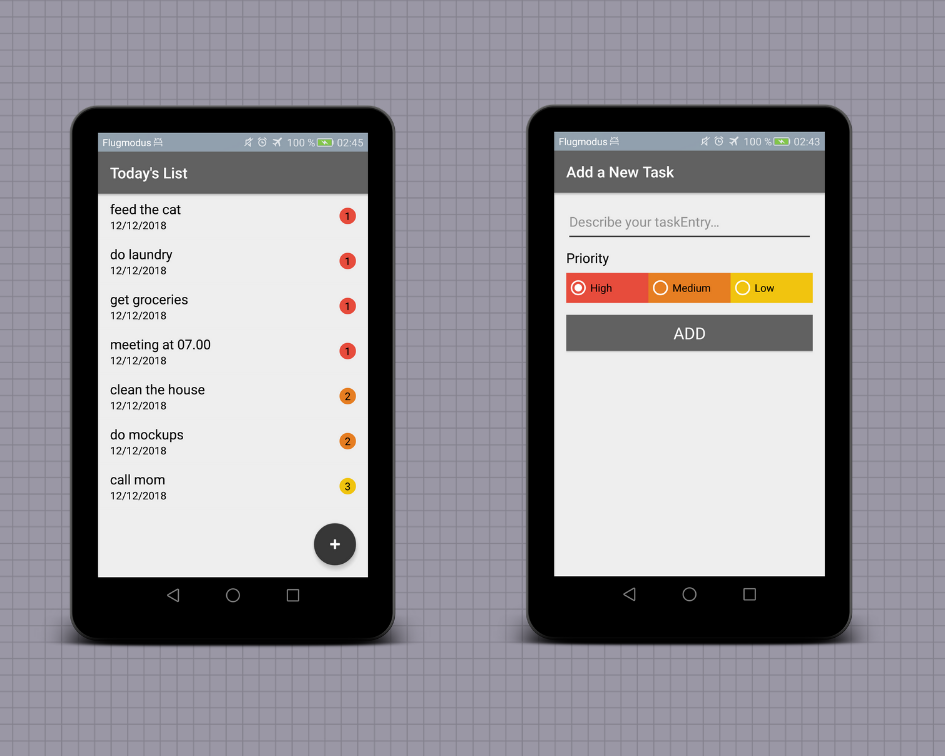 Flugmodus 100 % 02:45
Today's List
feed the cat
12/12/2018 1
do laundry
12/12/2018 1
get groceries
12/12/2018 1
meeting at 07.00
12/12/2018 1
clean the house
12/12/2018 2
do mockups
12/12/2018 2
call mom
12/12/2018 3
+
Flugmodus 100 % 02:43
Add a New Task
Describe your taskEntry...
Priority
High Medium Low
ADD